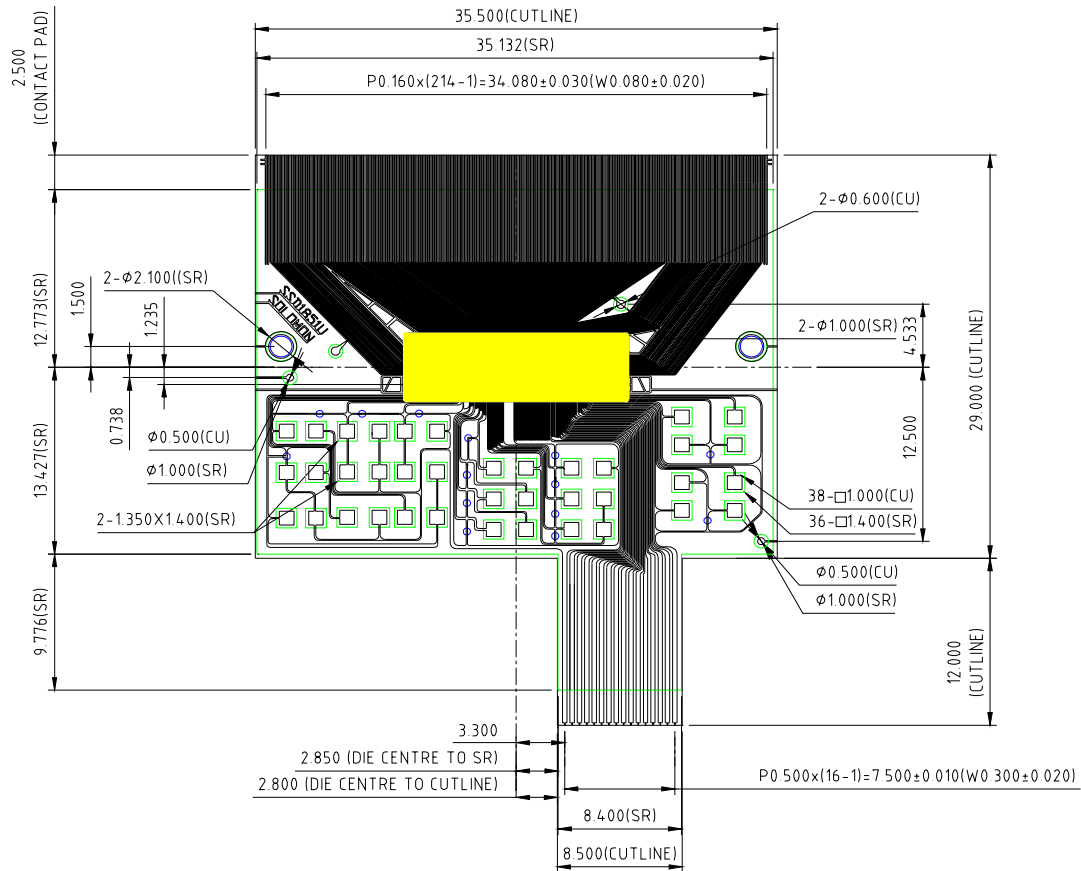 35.500(CUTLINE)
35.132(SR)
P0.160x(214-1)=34.080±0.030(W0.080±0.020)
2.500
(CONTACT PAD)
2-Φ0.600(CU)
2-Φ2.100((SR)
12.773(SR)
1.500
1.235
SSD1851U
SOLOMON
2-Φ1.000(SR)
4.533
29.000 (CUTLINE)
0.738
13.427(SR)
12.500
Φ0.500(CU)
Φ1.000(SR)
2-1.350X1.400(SR)
38-□1.000(CU)
36-□1.400(SR)
Φ0.500(CU)
Φ1.000(SR)
9.776(SR)
12.000
(CUTLINE)
3.300
2.850 (DIE CENTRE TO SR)
2.800 (DIE CENTRE TO CUTLINE)
P0.500x(16-1)=7.500±0.010(W0.300±0.020)
8.400(SR)
8.500(CUTLINE)